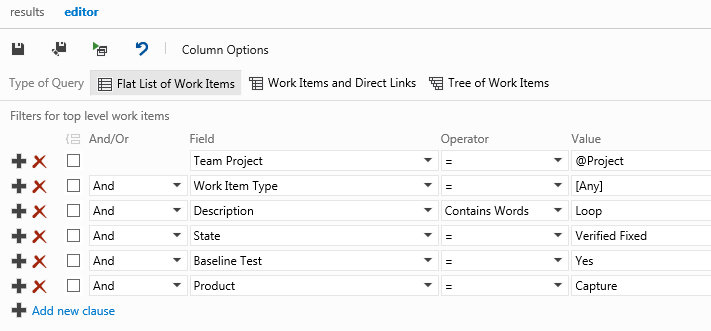 results editor
Column Options
Type of Query Flat List of Work Items Work Items and Direct Links Tree of Work Items
Filters for top level work items
And/Or Field Operator Value
Team Project = @Project
And Work Item Type = [Any]
And Description Contains Words Loop
And State = Verified Fixed
And Baseline Test = Yes
And Product = Capture
Add new clause